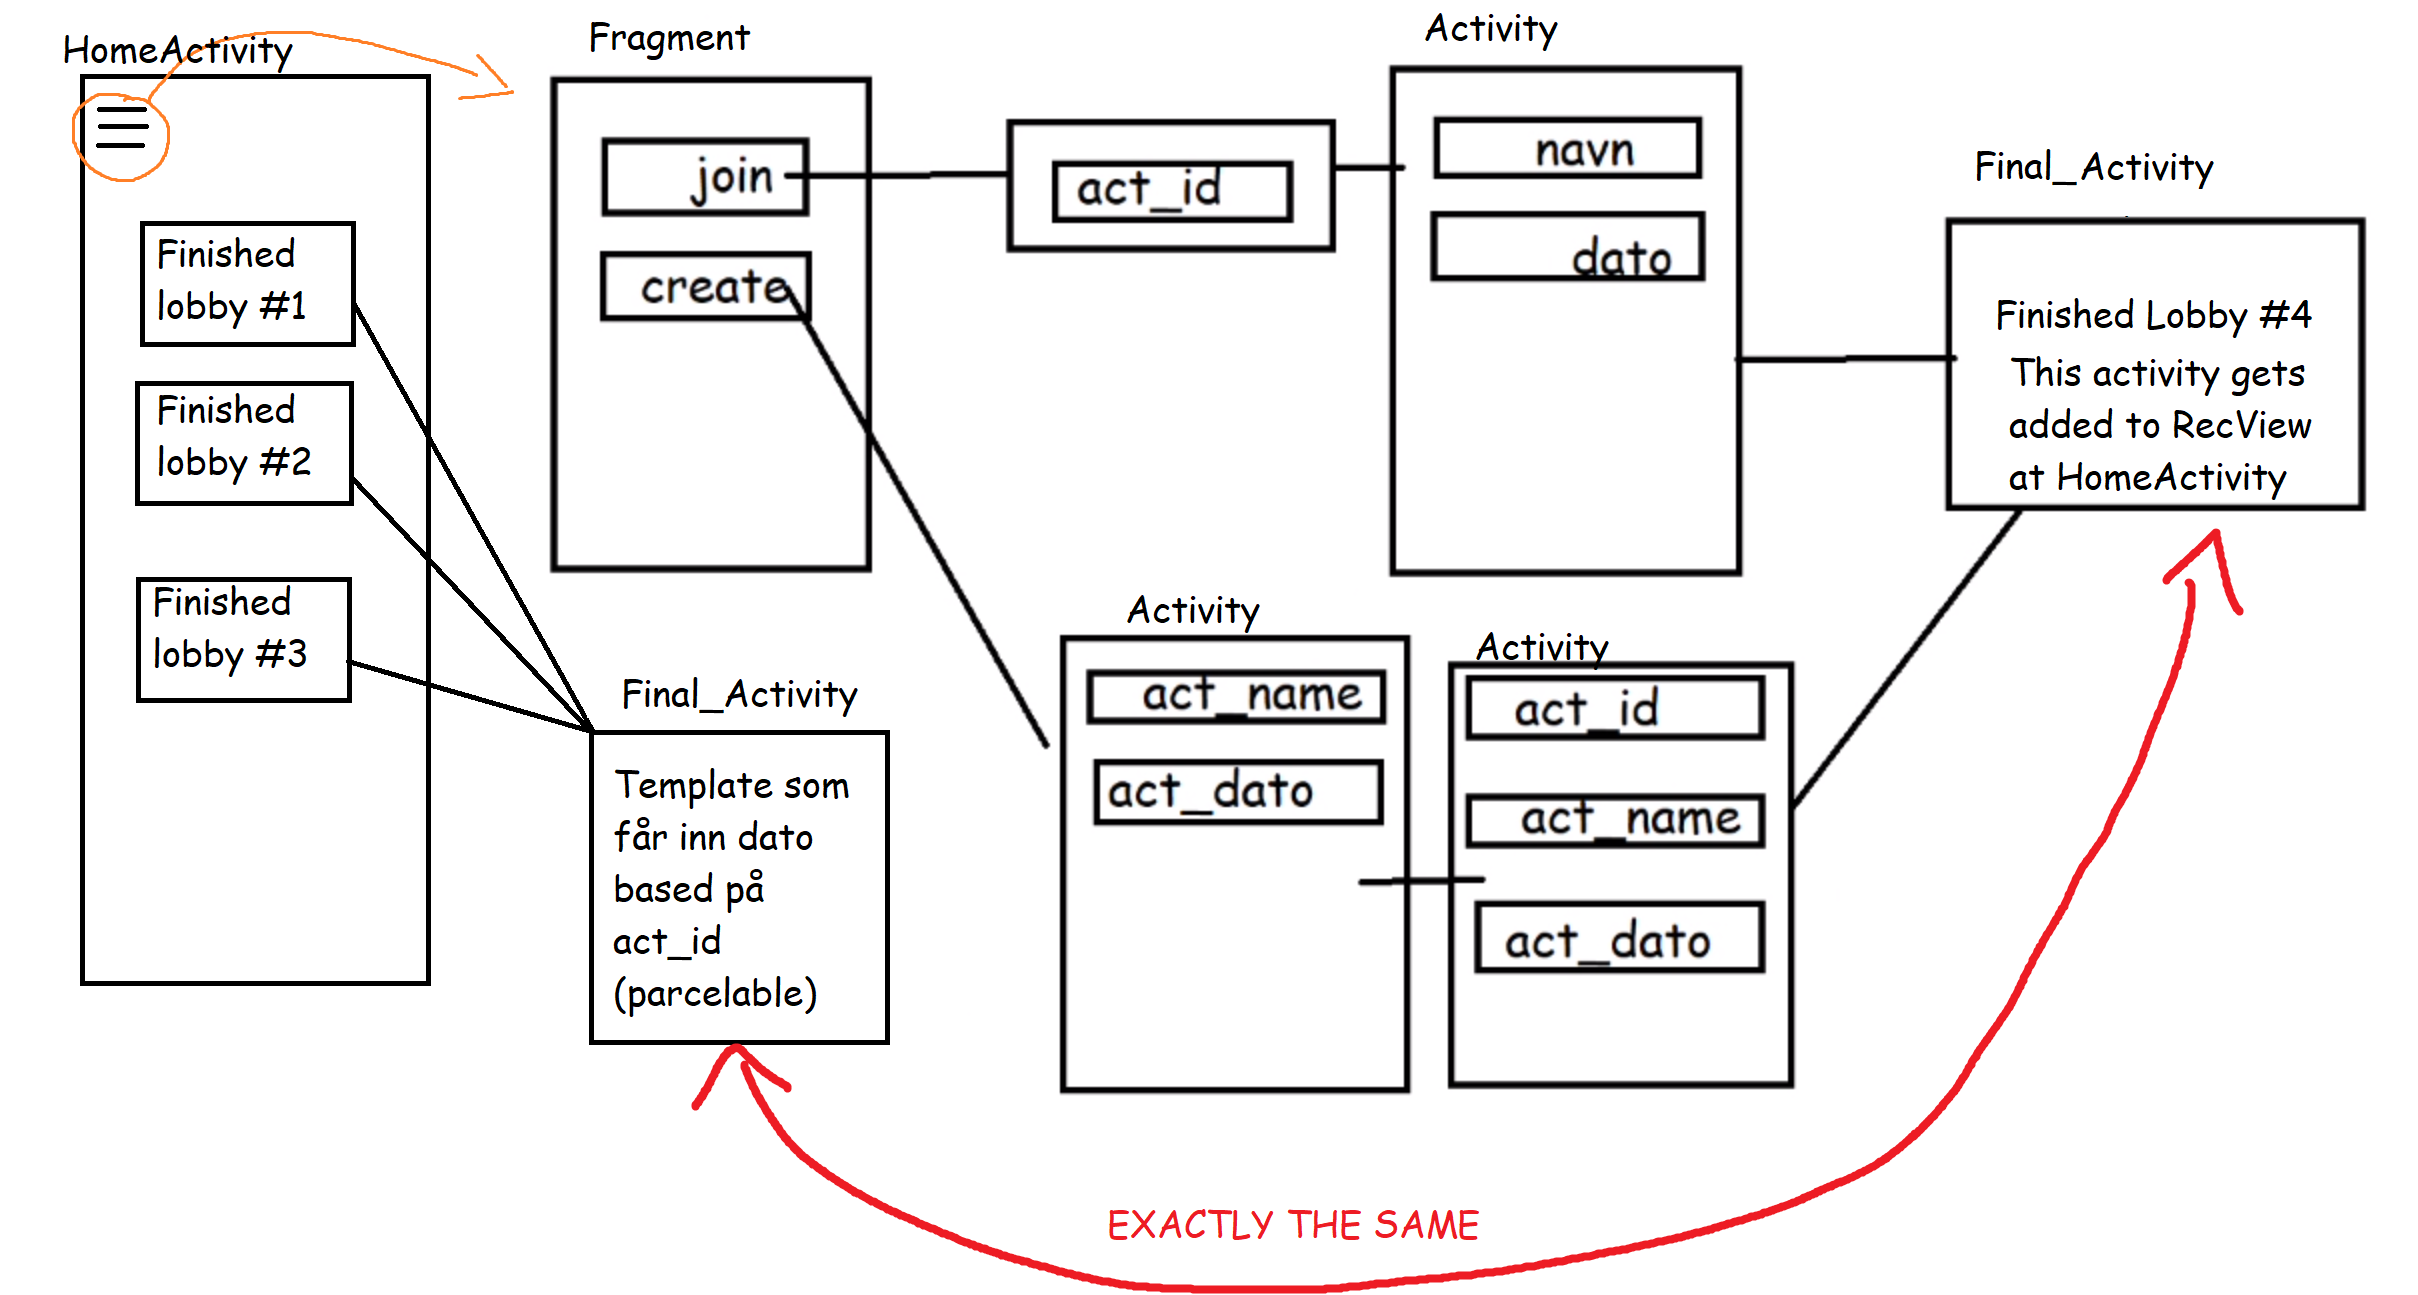 HomeActivity
Finished
lobby #1
Finished
lobby #2
Finished
lobby #3
Fragment
join
create
act_id
Activity
navn
dato
Final_Activity
Finished Lobby #4
This activity gets
added to RecView
at HomeActivity
Final_Activity
Template som
får inn dato
based på
act_id
(parcelable)
Activity
act_name
act_dato
Activity
act_id
act_name
act_dato
EXACTLY THE SAME